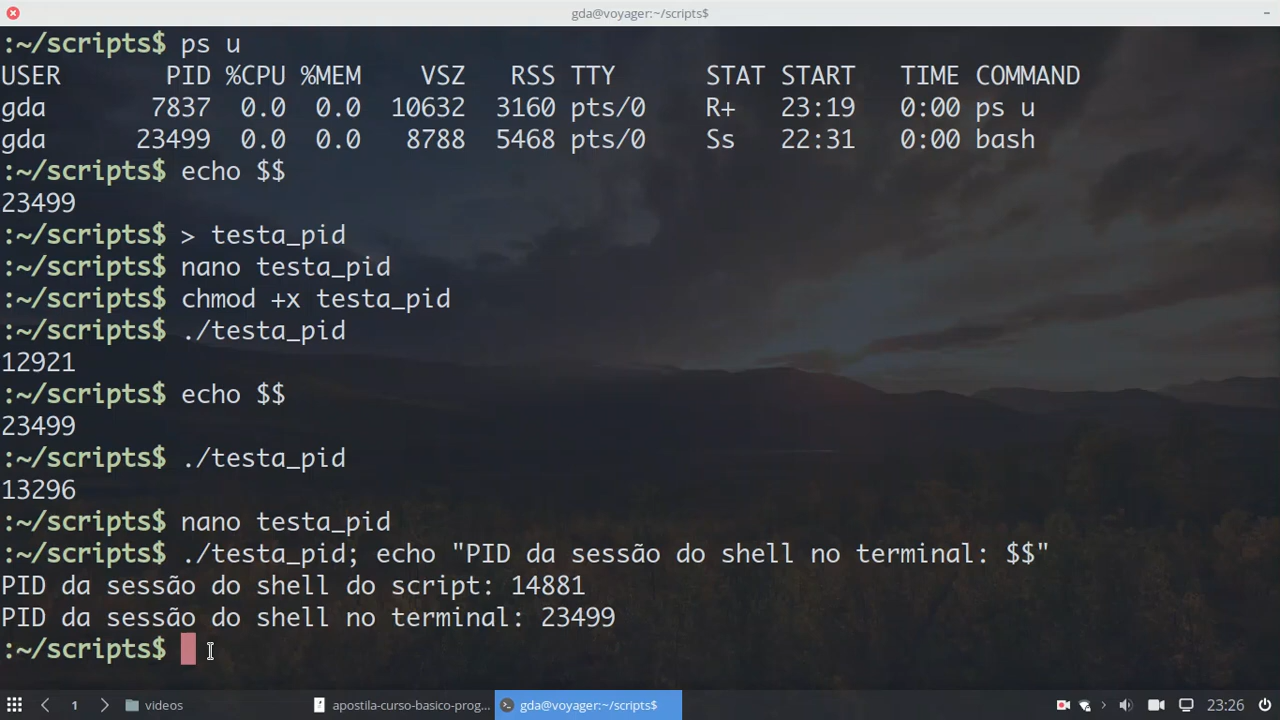 gda@voyager:~/scripts$
:~/scripts$ ps u
USER PID %CPU %MEM VSZ RSS TTY STAT START TIME COMMAND
gda 7837 0.0 0.0 10632 3160 pts/0 R+ 23:19 0:00 ps u
gda 23499 0.0 0.0 8788 5468 pts/0 Ss 22:31 0:00 bash
:~/scripts$ echo $$
23499
:~/scripts$ > testa_pid
:~/scripts$ nano testa_pid
:~/scripts$ chmod +x testa_pid
:~/scripts$ ./testa_pid
12921
:~/scripts$ echo $$
23499
:~/scripts$ ./testa_pid
13296
:~/scripts$ nano testa_pid
:~/scripts$ ./testa_pid; echo "PID da sessão do shell no terminal: $$"
PID da sessão do shell do script: 14881
PID da sessão do shell no terminal: 23499
:~/scripts$
1 videos apostila-curso-basico-prog... gda@voyager:~/scripts$ 23:26